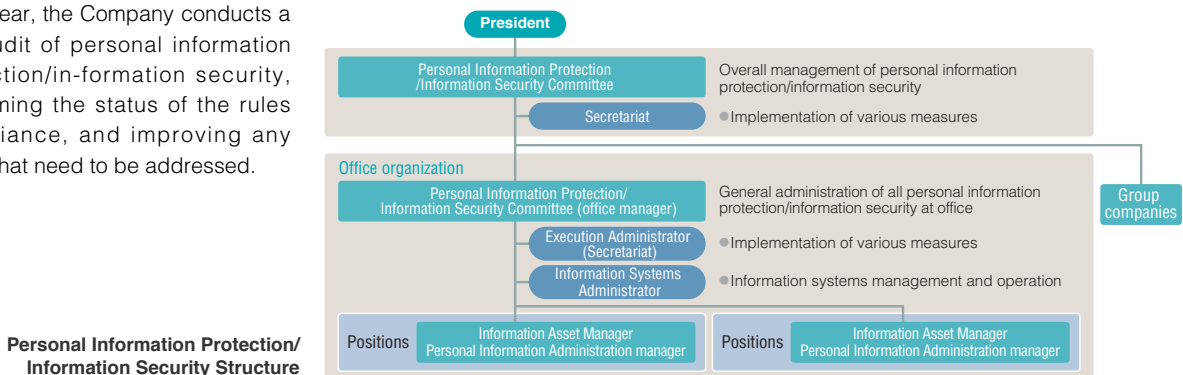 ear, the Company conducts a
udit of personal information
ction/in-formation security,
ming the status of the rules
liance, and improving any
hat need to be addressed.
Personal Information Protection/
Information Security Structure
President
Personal Information Protection
/Information Security Committee
Overall management of personal information
protection/information security
Secretariat
●Implementation of various measures
Office organization
Personal Information Protection/
Information Security Committee (office manager)
General administration of all personal information
protection/information security at office
Group
companies
Execution Administrator
(Secretariat)
●Implementation of various measures
Information Systems
Administrator
●Information systems management and operation
Positions
Information Asset Manager
Personal Information Administration manager
Positions
Information Asset Manager
Personal Information Administration manager